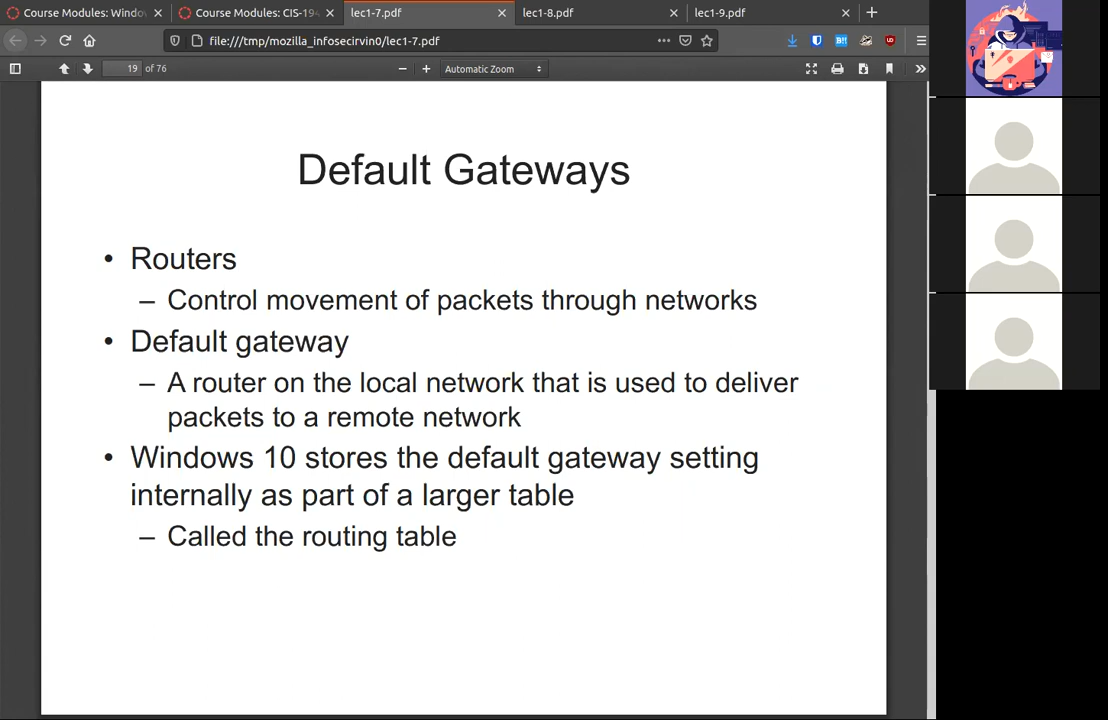 Course Modules: Windo
Course Modules: CIS-194
lec1-7.pdf
lec1-8.pdf
lec1-9.pdf
file:///tmp/mozilla_infosecirvin0/lec1-7.pdf
19 of 76
Automatic Zoom
Default Gateways
• Routers
– Control movement of packets through networks
• Default gateway
– A router on the local network that is used to deliver
packets to a remote network
• Windows 10 stores the default gateway setting
internally as part of a larger table
– Called the routing table